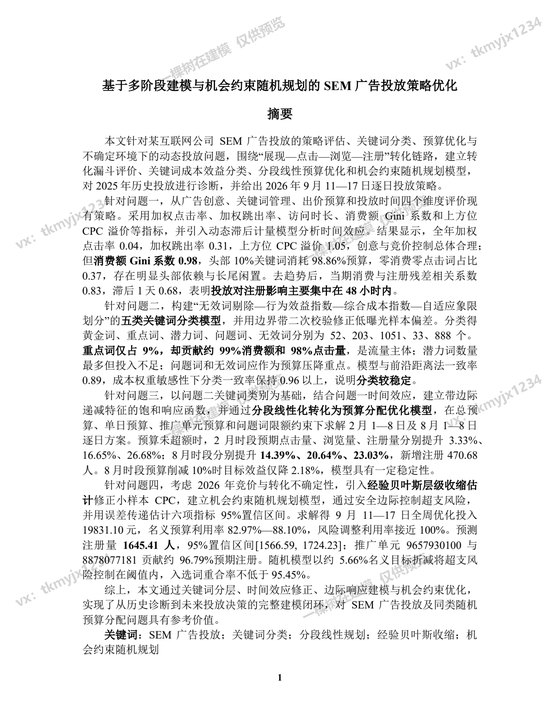 基于多阶段建模与机会约束随机规划的 SEM 广告投放策略优化
摘要
本文针对某互联网公司 SEM 广告投放的策略评估、关键词分类、预算优化与
不确定环境下的动态投放问题，围绕“展现—点击—浏览—注册”转化链路，建立转
化漏斗评价、关键词成本效益分类、分段线性预算优化和机会约束随机规划模型，
对 2025 年历史投放进行诊断，并给出 2026 年 9 月 11—17 日逐日投放策略。
针对问题一，从广告创意、关键词管理、出价预算和投放时间四个维度评价现
有策略。采用加权点击率、加权跳出率、访问时长、消费额 Gini 系数和上方位
CPC 溢价等指标，并引入动态滞后计量模型分析时间效应。结果显示，全年加权
点击率 0.04，加权跳出率 0.31，上方位 CPC 溢价 1.05，创意与竞价控制总体合理；
但消费额 Gini 系数 0.98，头部 10%关键词消耗 98.86%预算，零消费零点击词占比
0.37，存在明显头部依赖与长尾闲置。去趋势后，当期消费与注册残差相关系数
0.83，滞后 1 天 0.68，表明投放对注册影响主要集中在 48 小时内。
针对问题二，构建“无效词剔除—行为效益指数—综合成本指数—自适应象限
划分”的五类关键词分类模型，并用边界带二次校验修正低曝光样本偏差。分类得
黄金词、重点词、潜力词、问题词、无效词分别为 52、203、1051、33、888 个。
重点词仅占 9%，却贡献约 99%消费额和 98%点击量，是流量主体；潜力词数量
最多但投入不足；问题词和无效词应作为预算压降重点。模型与前沿距离法一致率
0.89，成本权重敏感性下分类一致率保持 0.96 以上，说明分类较稳定。
针对问题三，以问题二关键词类别为基础，结合问题一时间效应，建立带边际
递减特征的饱和响应函数，并通过分段线性化转化为预算分配优化模型，在总预
算、单日预算、推广单元预算和问题词限额约束下求解 2 月 1—8 日及 8 月 1—8 日
逐日方案。预算未超额时，2 月时段预期点击量、浏览量、注册量分别提升 3.33%、
16.65%、26.68%；8 月时段分别提升 14.39%、20.64%、23.03%，新增注册 470.68
人。8 月时段预算削减 10%时目标效益仅降 2.18%，模型具有一定稳定性。
针对问题四，考虑 2026 年竞价与转化不确定性，引入经验贝叶斯层级收缩估
计修正小样本 CPC，建立机会约束随机规划模型，通过安全边际控制超支风险，
并用误差传递估计六项指标 95%置信区间。求解得 9 月 11—17 日全周优化投入
19831.10 元，名义预算利用率 82.97%—88.10%，风险调整利用率接近 100%。预测
注册量 1645.41 人，95%置信区间[1566.59, 1724.23]；推广单元 9657930100 与
8878077181 贡献约 96.79%预期注册。随机模型以约 5.66%名义目标折减将超支风
险控制在阈值内，入选词重合率不低于 95.45%。
综上，本文通过关键词分层、时间效应修正、边际响应建模与机会约束优化，
实现了从历史诊断到未来投放决策的完整建模闭环，对 SEM 广告投放及同类随机
预算分配问题具有参考价值。
关键词：SEM 广告投放；关键词分类；分段线性规划；经验贝叶斯收缩；机
会约束随机规划
1
一棵树在建模 仅供预览
vx：tkmyjx1234
vx：tkmyjx1234
一棵树在建模 仅供预览
vx：tkmyjx1234
vx：tkmyjx1234
一棵树在建模 仅供预览
vx：tkmyjx1234